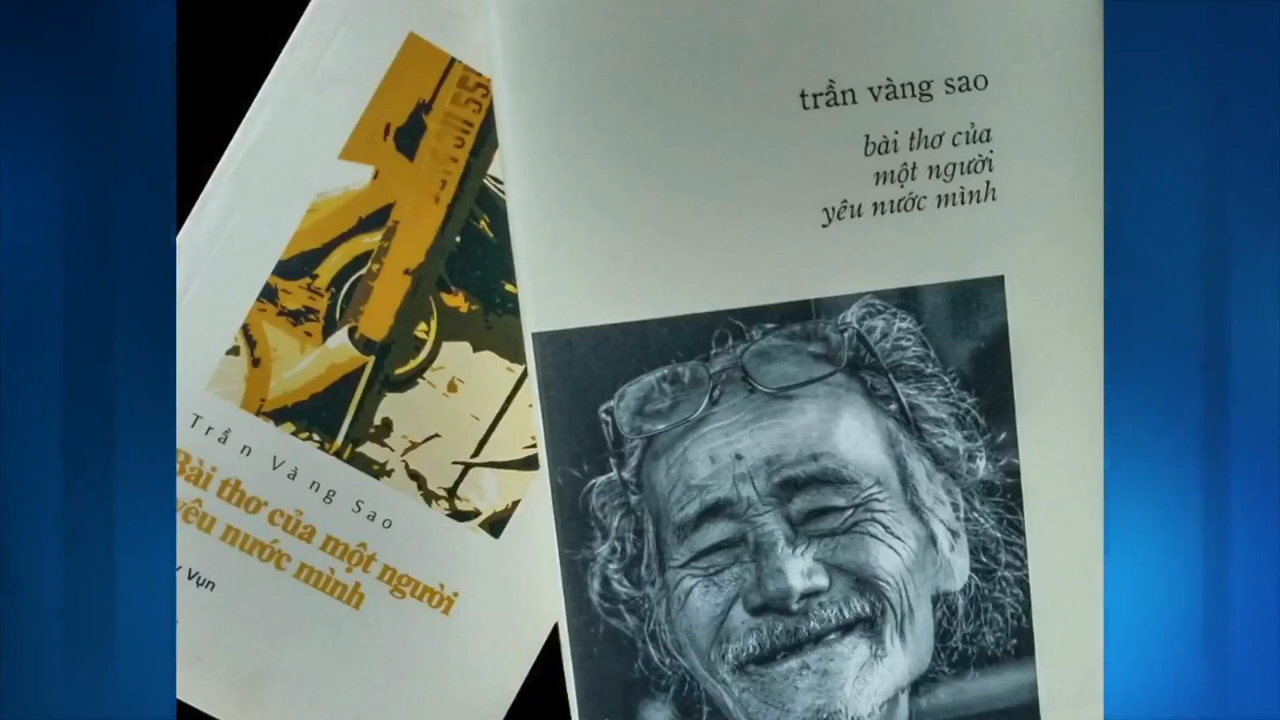 trần vàng sao
bài thơ của
một người
yêu nước mình
Trần Vàng Sao
Bài thơ của một người
yêu nước mình
Vụn